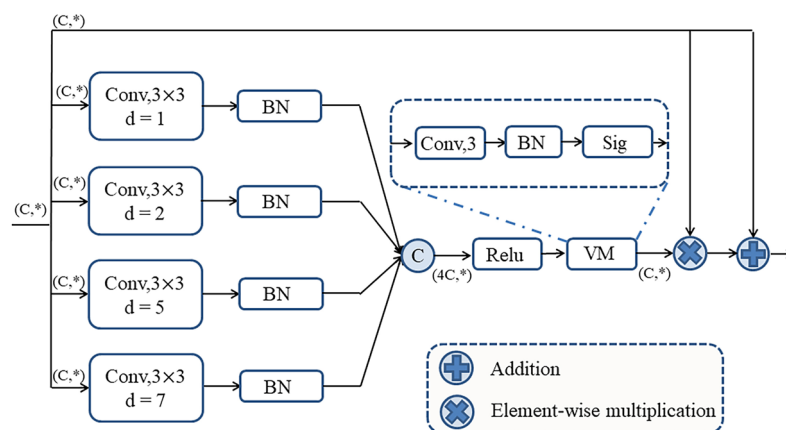 (C,*)
(C,*)
Conv,3×3
d = 1
BN
Conv,3
BN
Sig
(C,*)
Conv,3×3
d = 2
BN
(C,*)
C
Relu
VM
(4C,*)
(C,*)
(C,*)
Conv,3×3
d = 5
BN
(C,*)
Conv,3×3
d = 7
BN
Addition
Element-wise multiplication